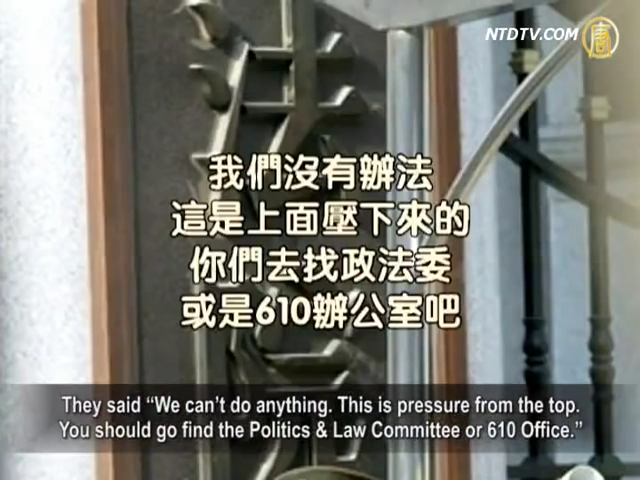 NTDTV.COM
我們沒有辦法
這是上面壓下來的
你們去找政法委
或是610辦公室吧
They said “We can’t do anything. This is pressure from the top.
You should go find the Politics & Law Committee or 610 Office.”